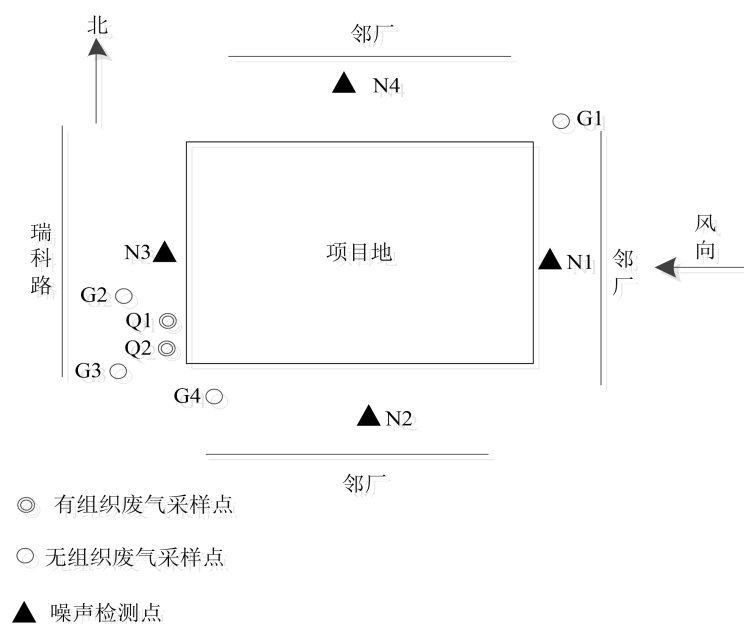 北
邻厂
N4
G1
瑞科路
N3
项目地
N1
邻厂
风向
G2
Q1
Q2
G3
G4
N2
邻厂
有组织废气采样点
无组织废气采样点
噪声检测点